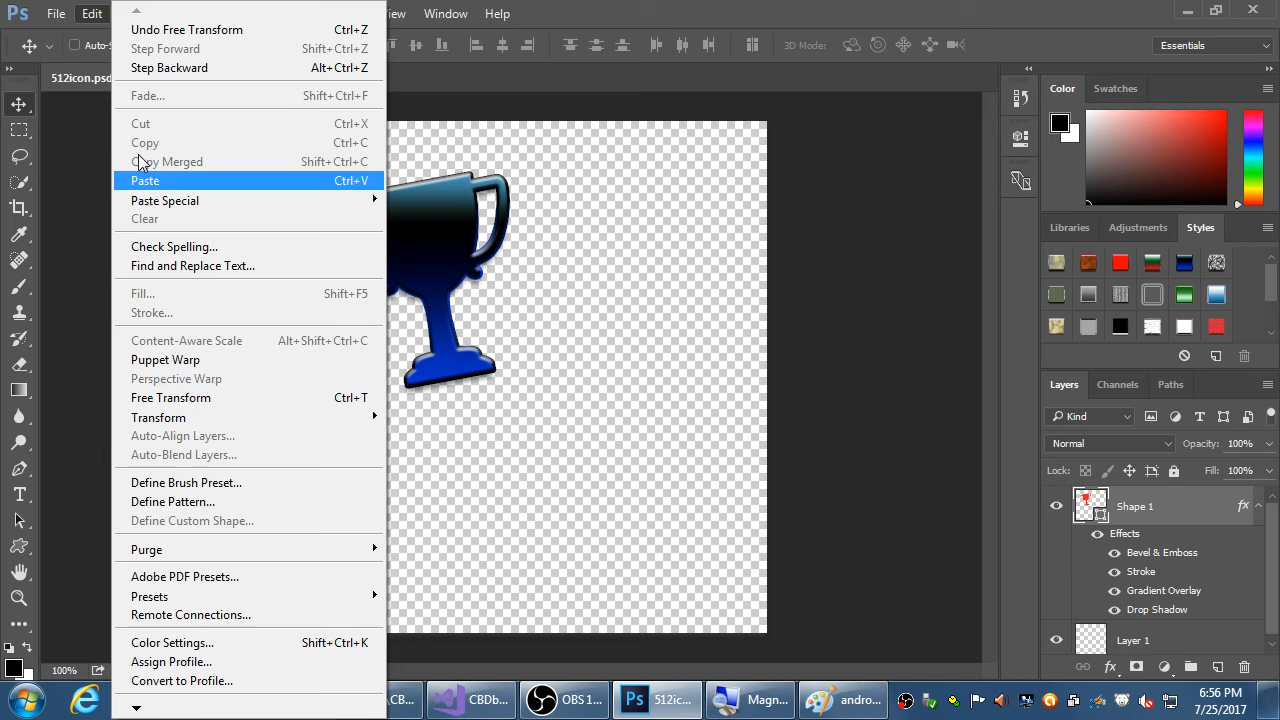 Ps File Edit View Window Help
Auto-S 3D Mode: Essentials
512icon.psd
Undo Free Transform Ctrl+Z
Step Forward Shift+Ctrl+Z
Step Backward Alt+Ctrl+Z
Fade... Shift+Ctrl+F
Cut Ctrl+X
Copy Ctrl+C
Copy Merged Shift+Ctrl+C
Paste Ctrl+V
Paste Special
Clear
Check Spelling...
Find and Replace Text...
Fill... Shift+F5
Stroke...
Content-Aware Scale Alt+Shift+Ctrl+C
Puppet Warp
Perspective Warp
Free Transform Ctrl+T
Transform
Auto-Align Layers...
Auto-Blend Layers...
Define Brush Preset...
Define Pattern...
Define Custom Shape...
Purge
Adobe PDF Presets...
Presets
Remote Connections...
Color Settings... Shift+Ctrl+K
Assign Profile...
Convert to Profile...
Color Swatches
Libraries Adjustments Styles
Layers Channels Paths
Kind
Normal Opacity: 100%
Lock: Fill: 100%
Shape 1 fx
Effects
Bevel & Emboss
Stroke
Gradient Overlay
Drop Shadow
Layer 1
fx
100%
CB... CBDb... OBS 1... Ps 512ic... Magn... andro...
6:56 PM
7/25/2017